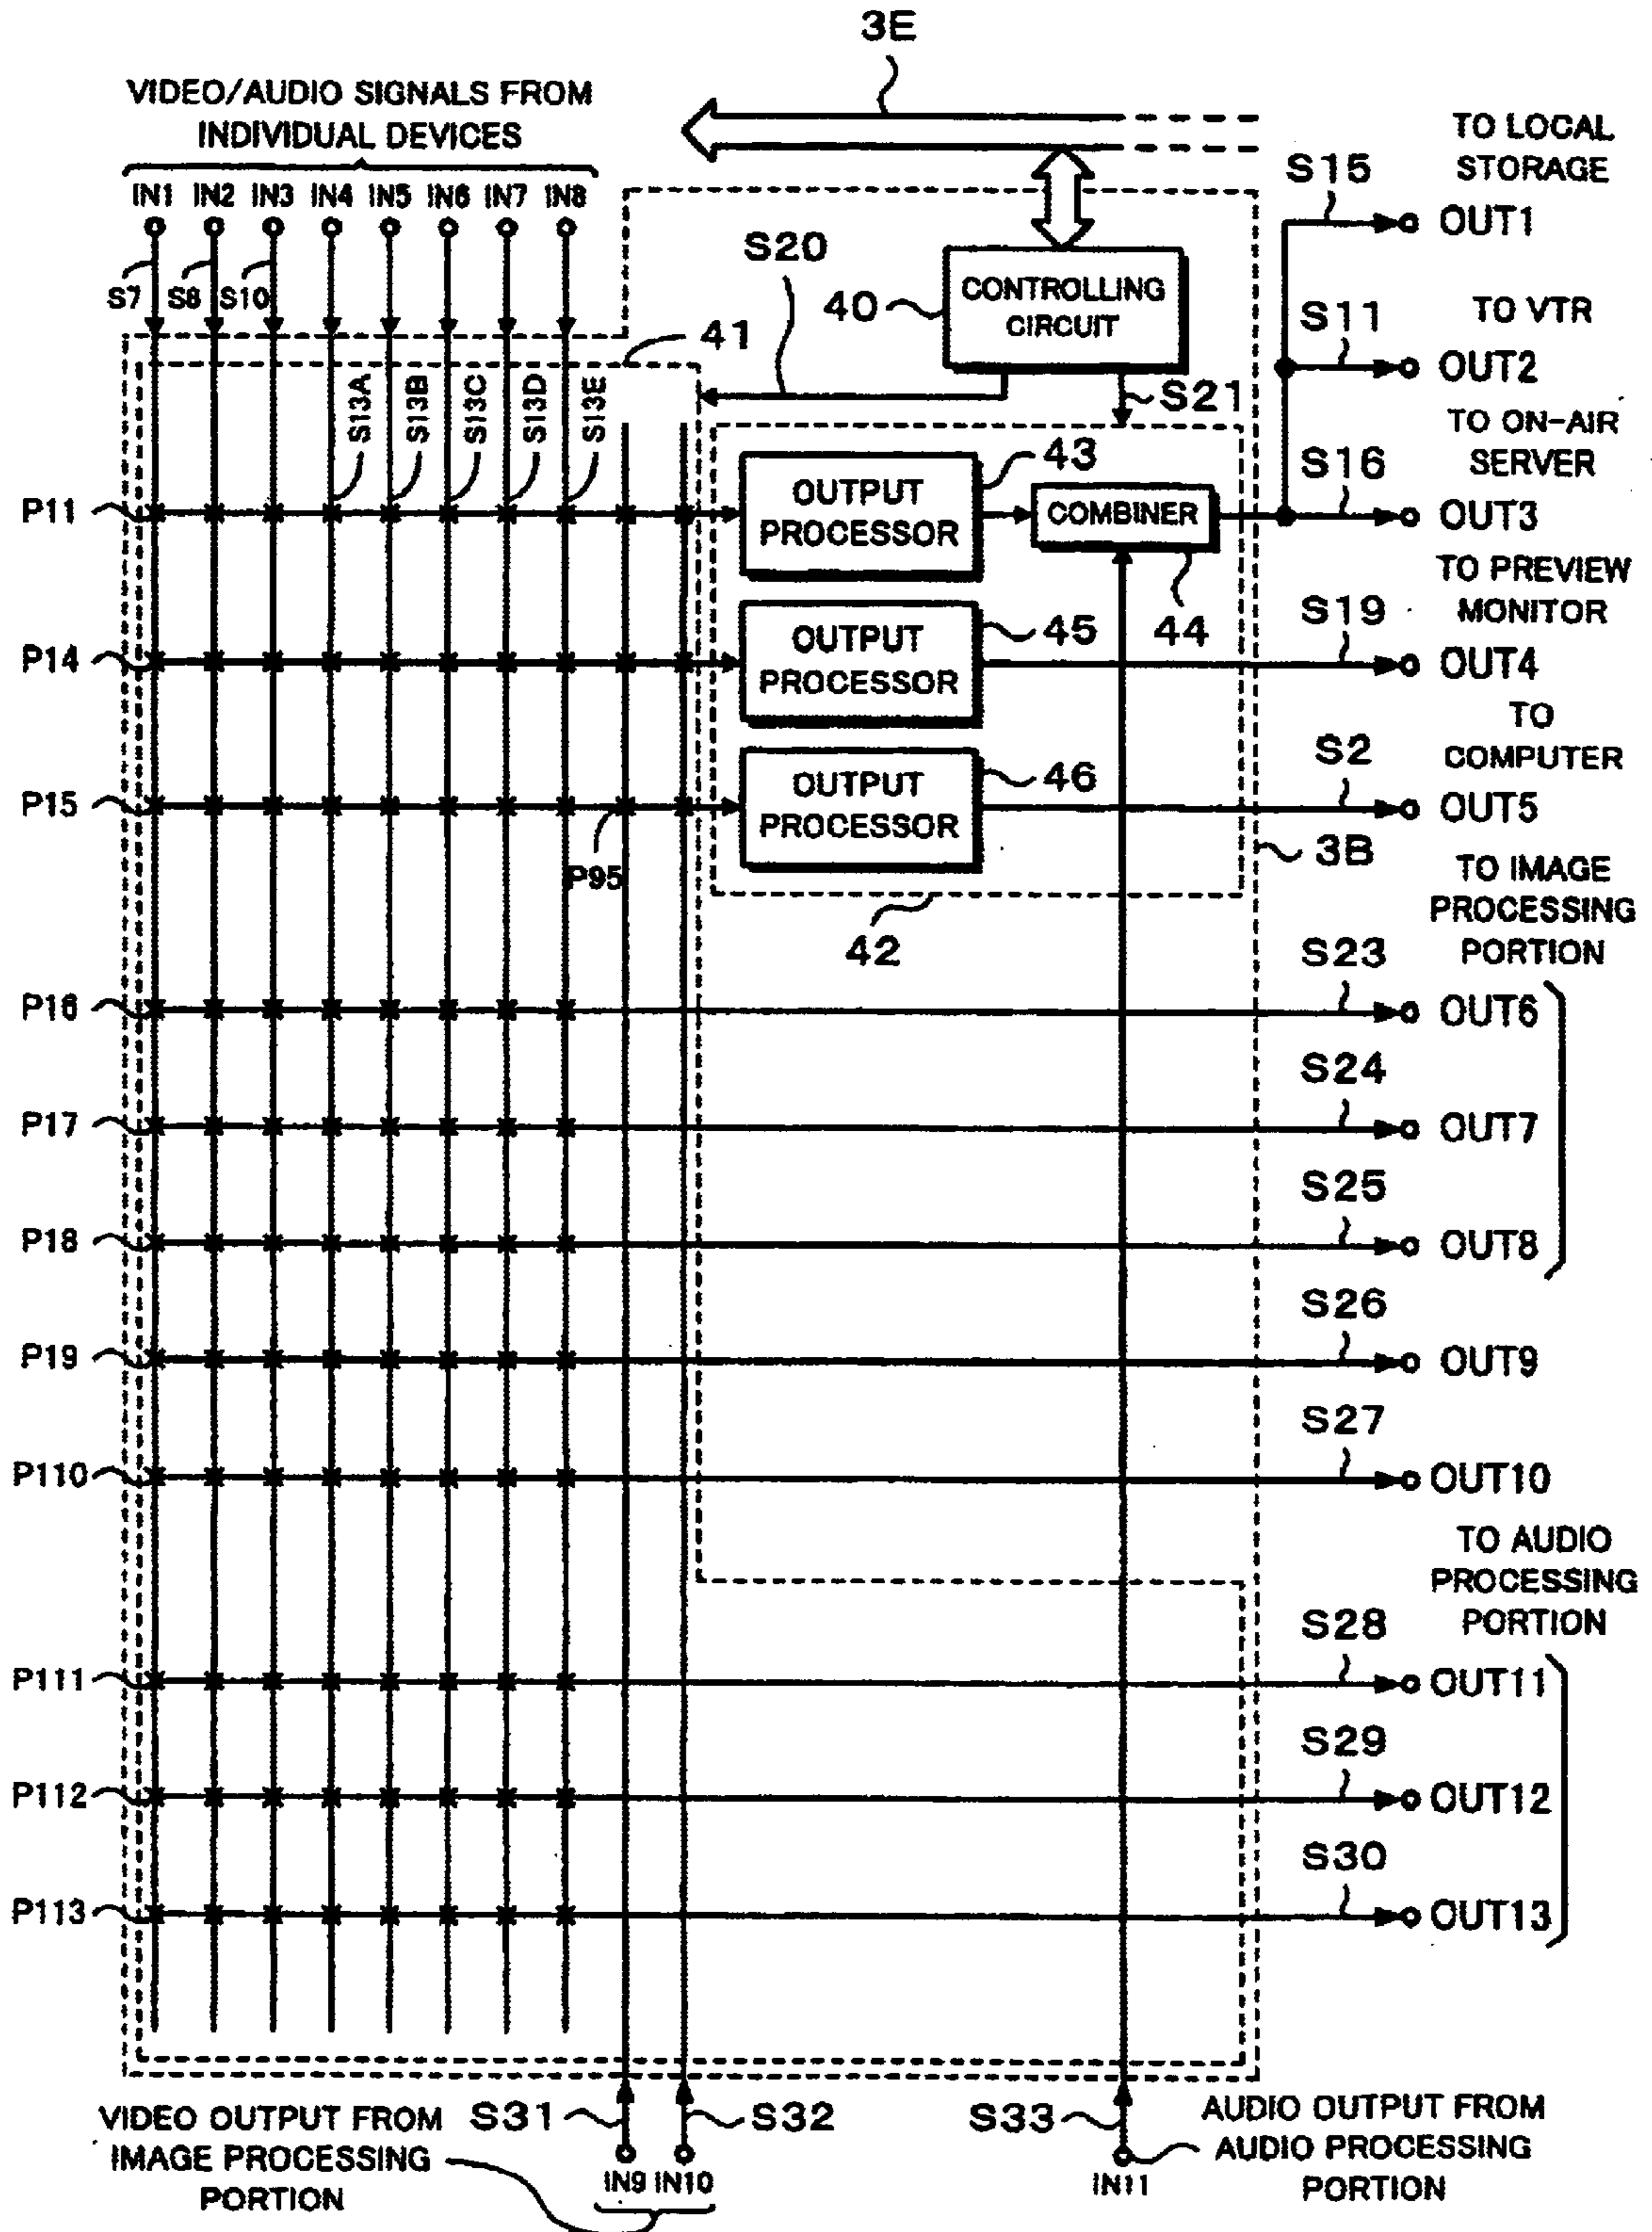 3E
VIDEO/AUDIO SIGNALS FROM
INDIVIDUAL DEVICES
IN1 IN2 IN3 IN4 IN5 IN6 IN7 IN8
S7 S8 S10
S13A S13B S13C S13D S13E
41
S20
40
CONTROLLING
CIRCUIT
S21
TO LOCAL
STORAGE
S15
OUT1
TO VTR
S11
OUT2
TO ON-AIR
SERVER
S16
OUT3
P11
OUTPUT
PROCESSOR
43
COMBINER
44
TO PREVIEW
MONITOR
S19
OUT4
P14
OUTPUT
PROCESSOR
45
TO
COMPUTER
S2
OUT5
P15
P95
OUTPUT
PROCESSOR
46
3B
42
TO IMAGE
PROCESSING
PORTION
P16
S23
OUT6
P17
S24
OUT7
P18
S25
OUT8
P19
S26
OUT9
P110
S27
OUT10
TO AUDIO
PROCESSING
PORTION
P111
S28
OUT11
P112
S29
OUT12
P113
S30
OUT13
VIDEO OUTPUT FROM
IMAGE PROCESSING
PORTION
S31
S32
IN9 IN10
S33
IN11
AUDIO OUTPUT FROM
AUDIO PROCESSING
PORTION